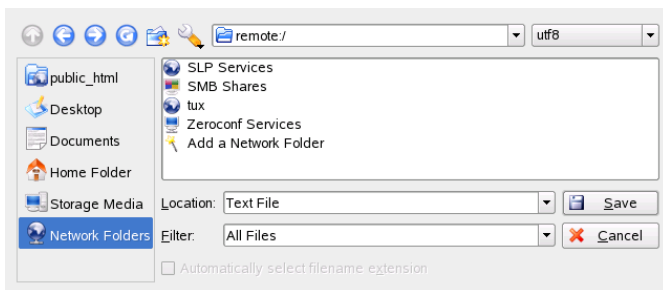 remote:/ utf8
public_html
Desktop
Documents
Home Folder
Storage Media
Network Folders
SLP Services
SMB Shares
tux
Zeroconf Services
Add a Network Folder
Location: Text File Save
Filter: All Files Cancel
Automatically select filename extension